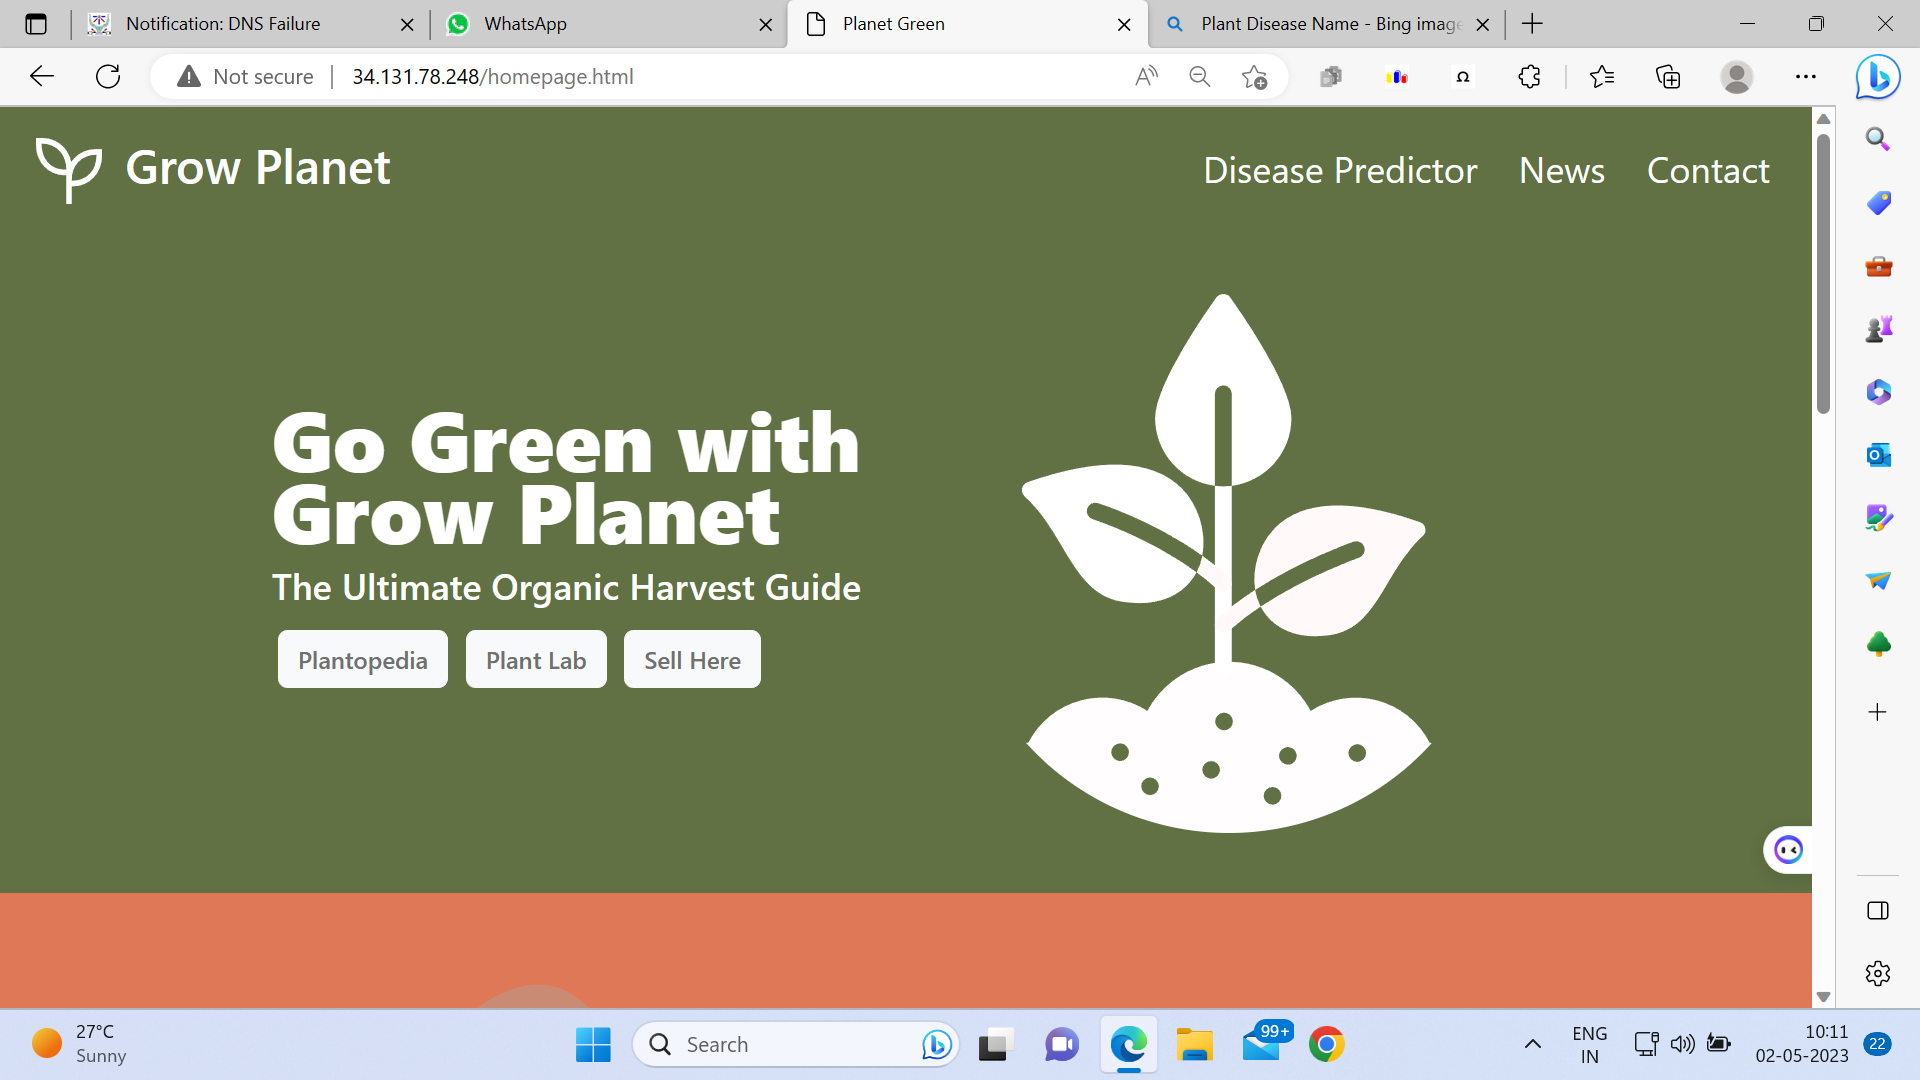 Notification: DNS Failure
WhatsApp
Planet Green
Plant Disease Name - Bing image
Not secure
34.131.78.248/homepage.html
Grow Planet
Disease Predictor
News
Contact
Go Green with
Grow Planet
The Ultimate Organic Harvest Guide
Plantopedia
Plant Lab
Sell Here
27°C
Sunny
Search
99+
ENG
IN
10:11
02-05-2023
22